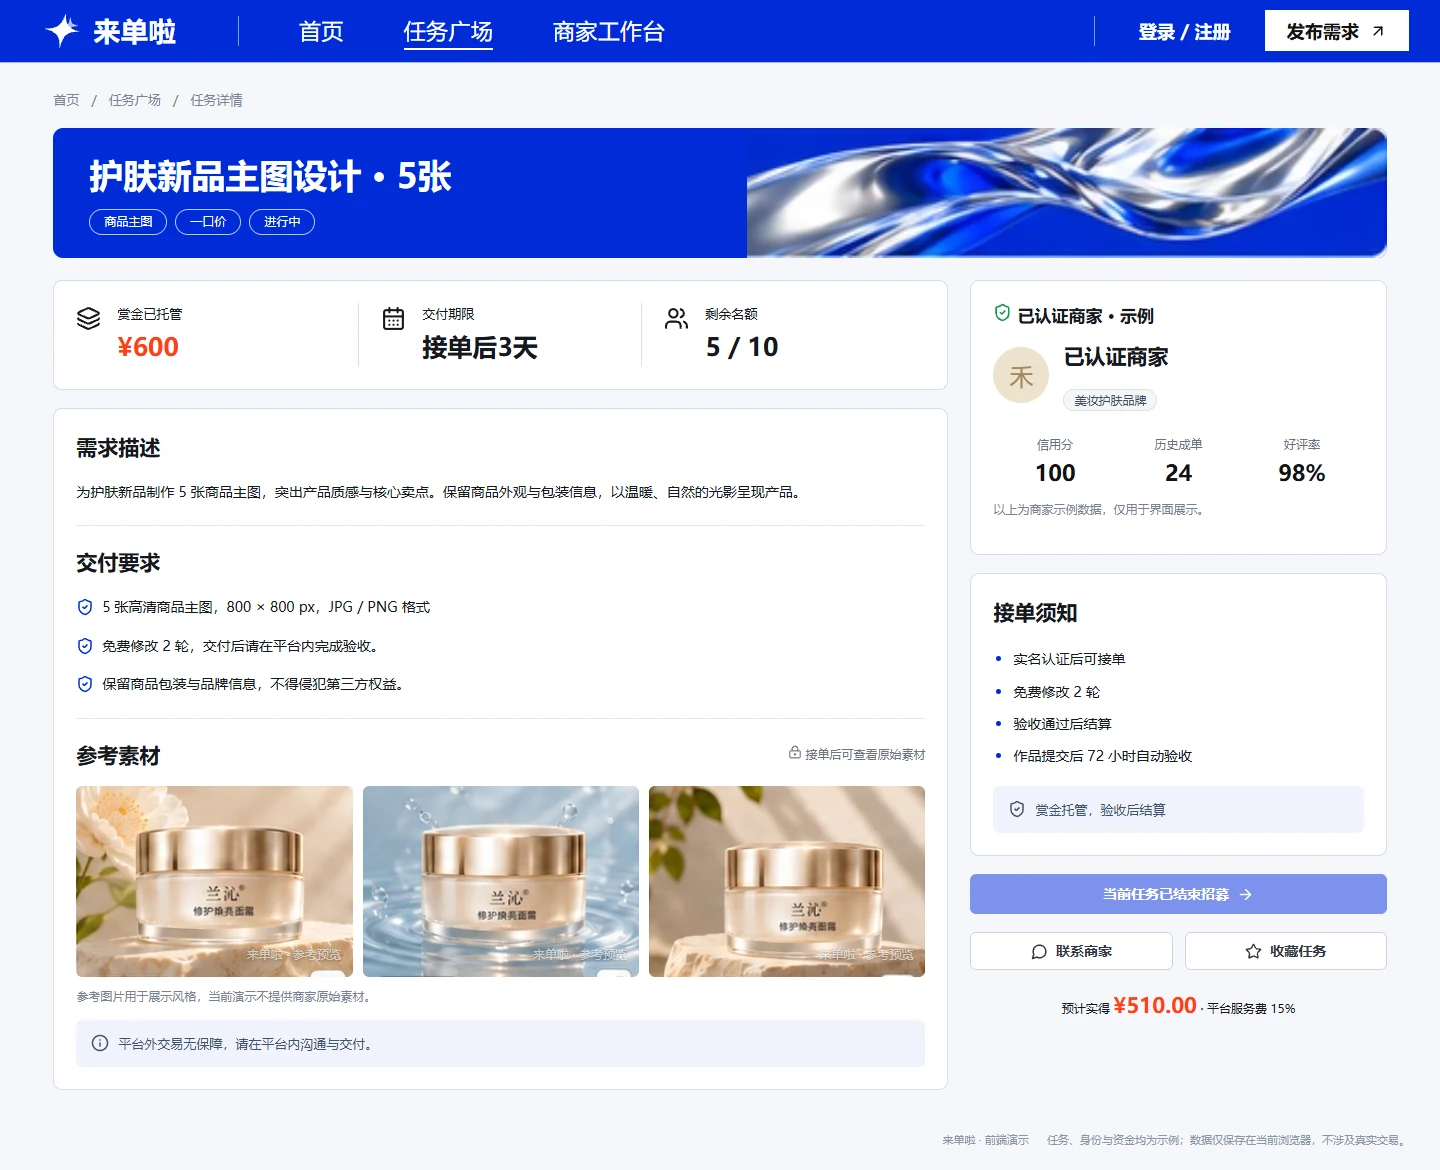 来单啦
首页
任务广场
商家工作台
登录 / 注册
发布需求
首页 / 任务广场 / 任务详情
护肤新品主图设计 • 5张
商品主图
一口价
进行中
赏金已托管
¥600
交付期限
接单后3天
剩余名额
5 / 10
需求描述
为护肤新品制作 5 张商品主图，突出产品质感与核心卖点。保留商品外观与包装信息，以温暖、自然的光影呈现产品。
交付要求
5 张高清商品主图，800 × 800 px，JPG / PNG 格式
免费修改 2 轮，交付后请在平台内完成验收。
保留商品包装与品牌信息，不得侵犯第三方权益。
参考素材
接单后可查看原始素材
兰沁®
修护焕亮面霜
来单啦 · 参考预览
兰沁®
修护焕亮面霜
来单啦 · 参考预览
兰沁®
修护焕亮面霜
来单啦 · 参考预览
参考图片用于展示风格，当前演示不提供商家原始素材。
平台外交易无保障，请在平台内沟通与交付。
已认证商家 • 示例
禾
已认证商家
美妆护肤品牌
信用分
100
历史成单
24
好评率
98%
以上为商家示例数据，仅用于界面展示。
接单须知
• 实名认证后可接单
• 免费修改 2 轮
• 验收通过后结算
• 作品提交后 72 小时自动验收
赏金托管，验收后结算
当前任务已结束招募
联系商家
收藏任务
预计实得 ¥510.00 · 平台服务费 15%
来单啦 · 前端演示
任务、身份与资金均为示例；数据仅保存在当前浏览器，不涉及真实交易。